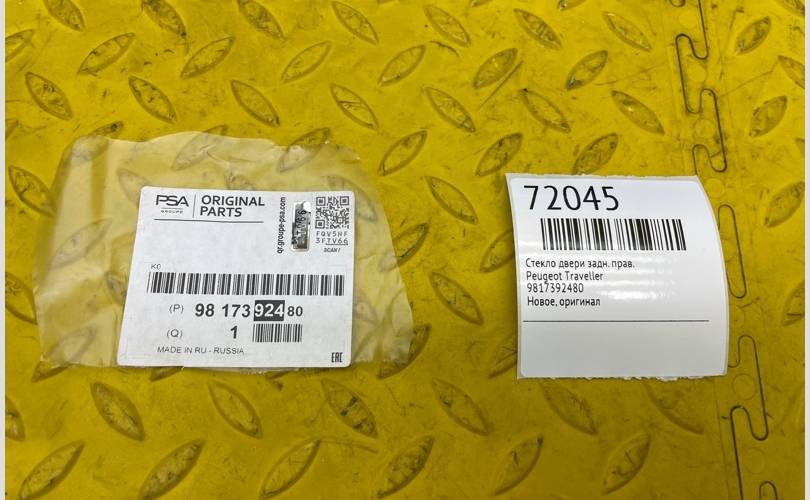 PSA
GROUPE
ORIGINAL
PARTS
qr.groupe-psa.com
FQV5HF
3FTV66
SCAN !
K0
(P) 98 173 924 80
(Q) 1
MADE IN RU - RUSSIA
EAC
72045
Стекло двери задн. прав.
Peugeot Traveller
9817392480
Новое, оригинал